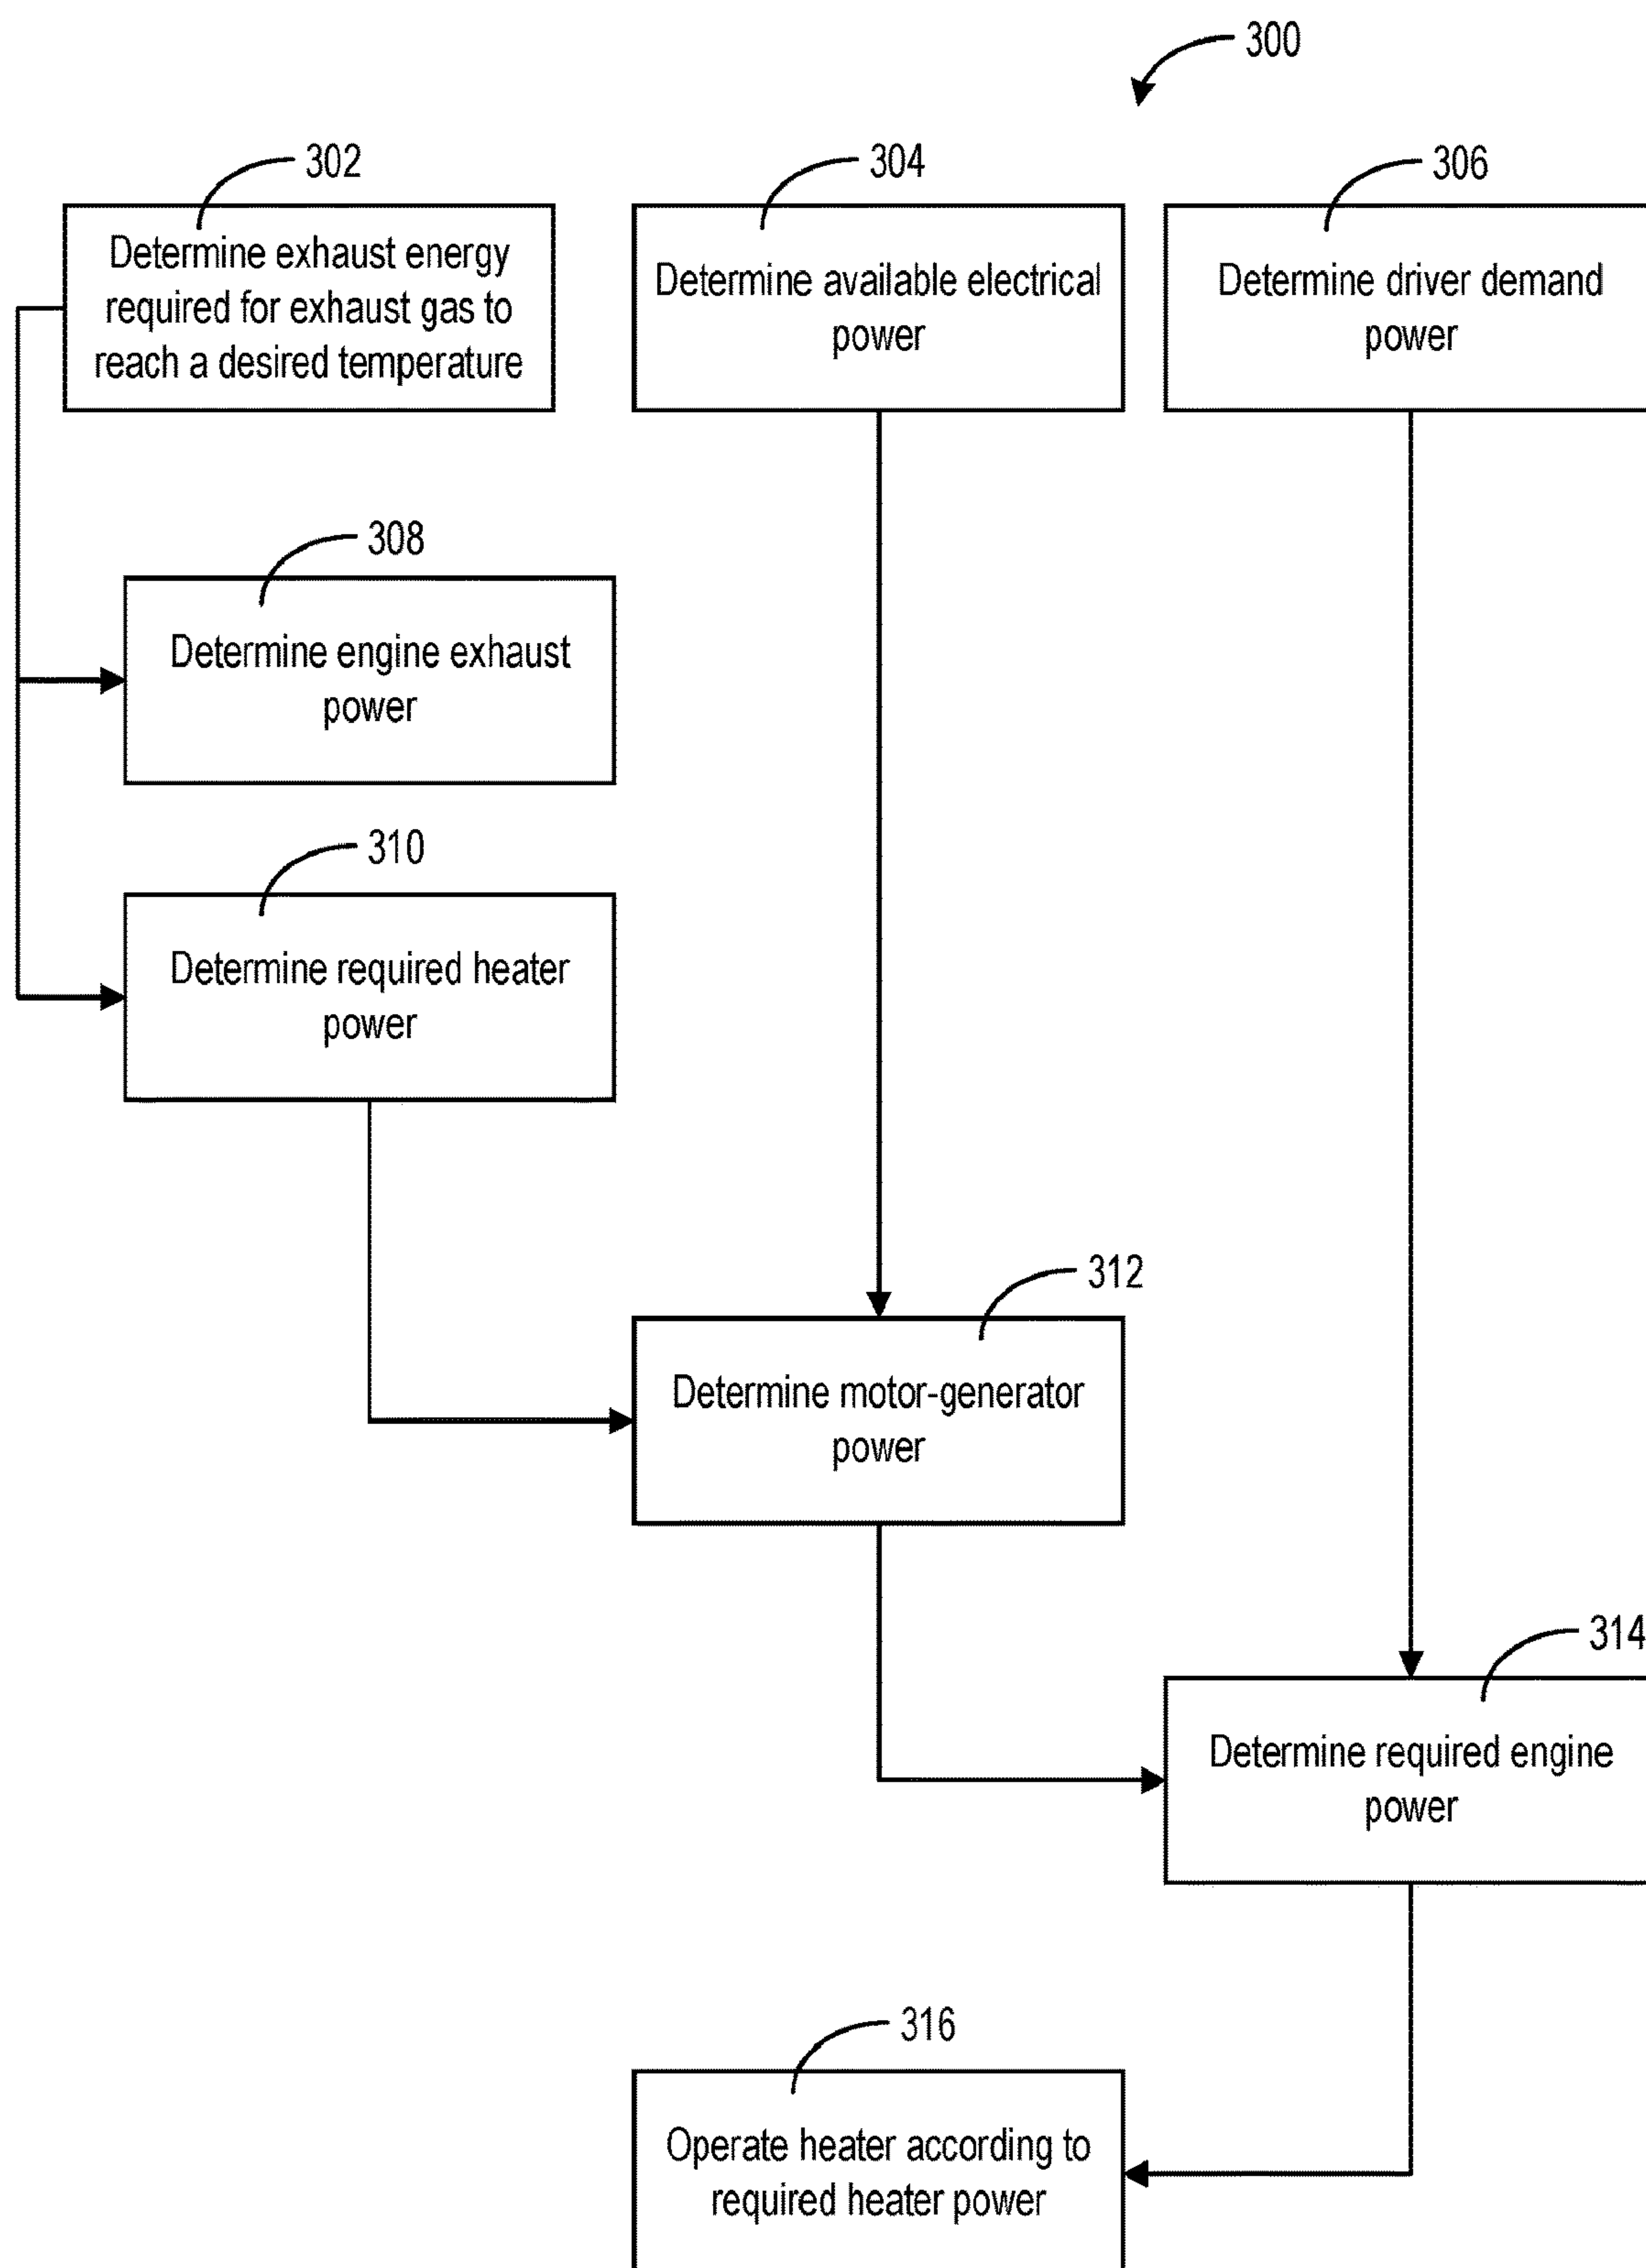 300
302
304
306
Determine exhaust energy
required for exhaust gas to
reach a desired temperature
Determine available electrical
power
Determine driver demand
power
308
Determine engine exhaust
power
310
Determine required heater
power
312
Determine motor-generator
power
314
Determine required engine
power
316
Operate heater according to
required heater power